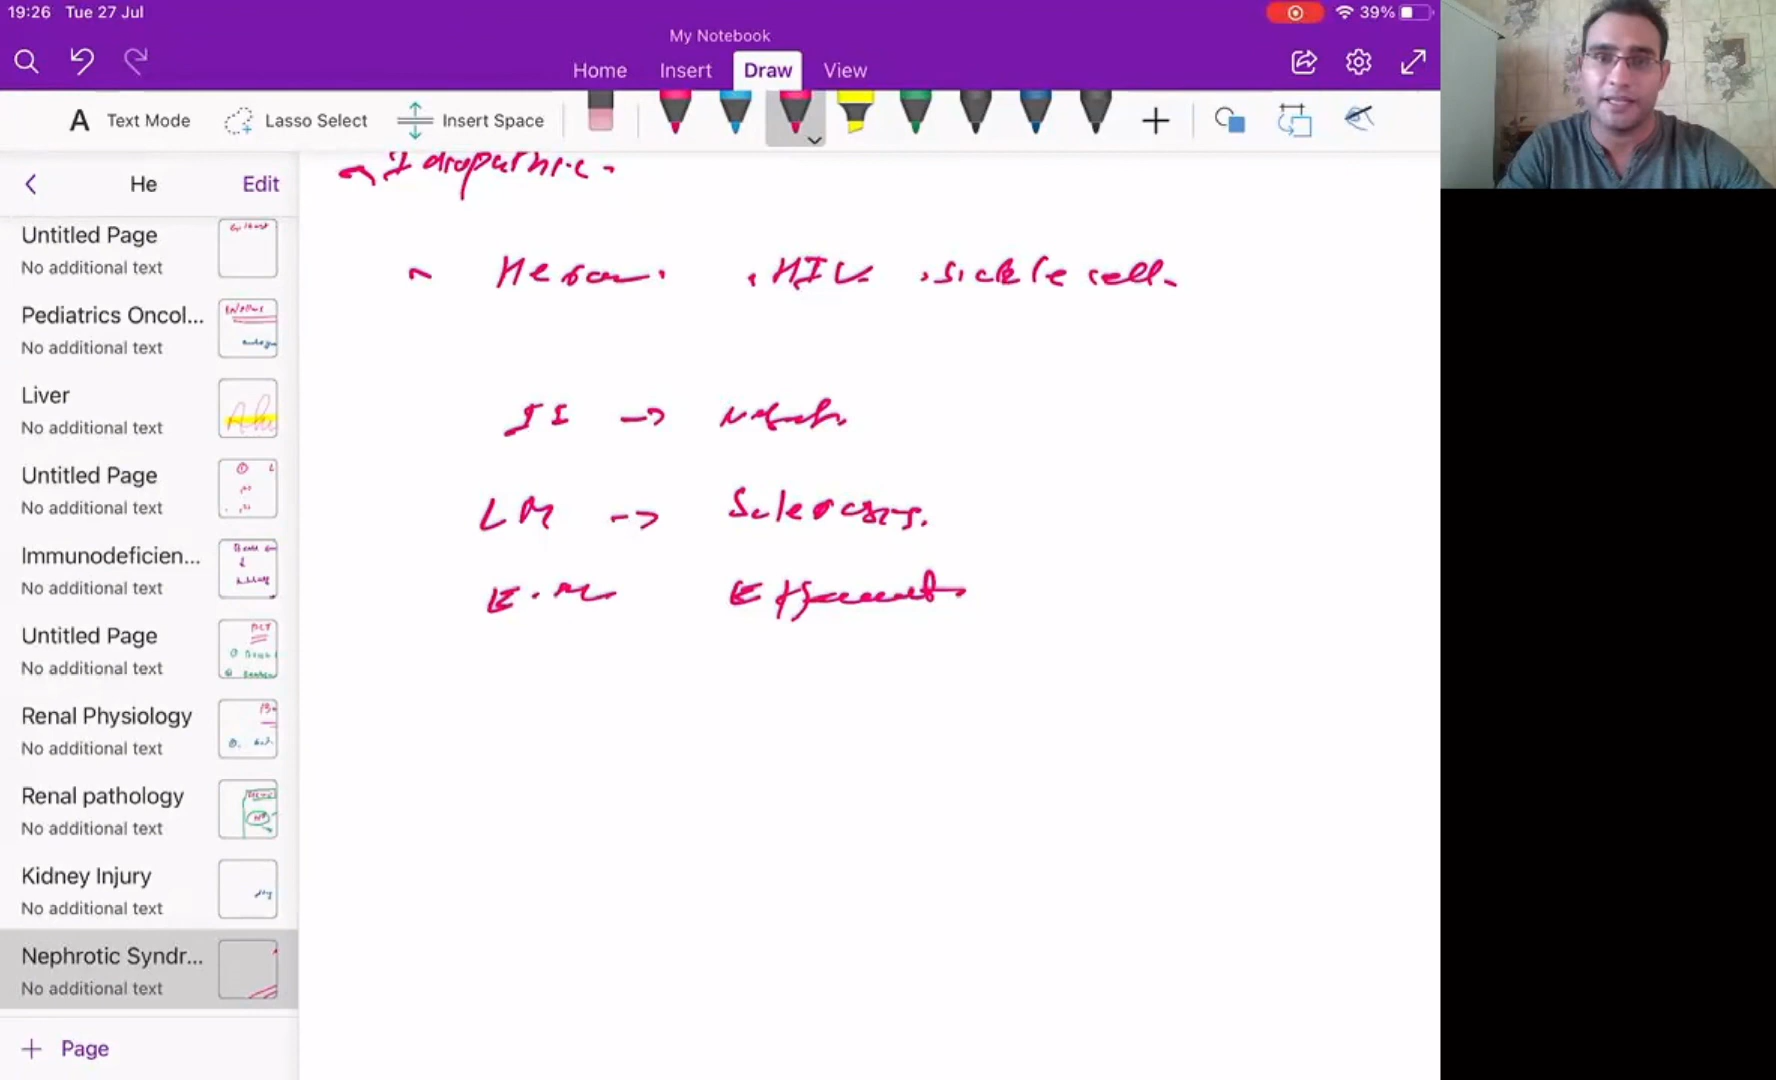 19:26 Tue 27 Jul
39%
My Notebook
Home Insert Draw View
A Text Mode Lasso Select Insert Space
He Edit
Untitled Page
No additional text
Pediatrics Oncol...
No additional text
Liver
No additional text
Untitled Page
No additional text
Immunodeficien...
No additional text
Untitled Page
No additional text
Renal Physiology
No additional text
Renal pathology
No additional text
Kidney Injury
No additional text
Nephrotic Syndr...
No additional text
+ Page
Idiopathic.
. HIV . sickle cell.
LM ->
E.M